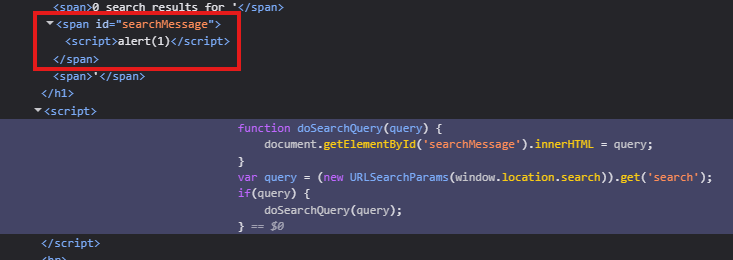 <span>0 search results for '</span>
<span id="searchMessage">
<script>alert(1)</script>
</span>
<span>'</span>
</h1>
<script>
function doSearchQuery(query) {
document.getElementById('searchMessage').innerHTML = query;
}
var query = (new URLSearchParams(window.location.search)).get('search');
if(query) {
doSearchQuery(query);
} == $0
</script>
<hr>